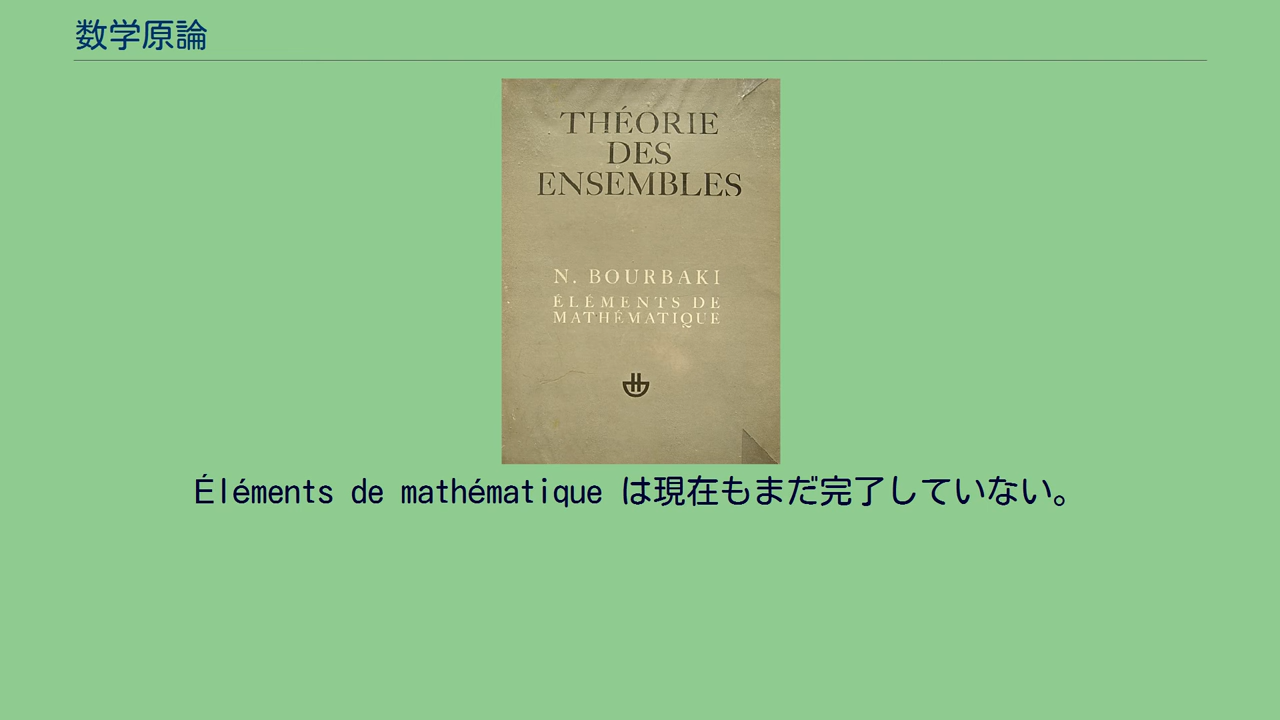 数学原論
THÉORIE
DES
ENSEMBLES
N. BOURBAKI
ÉLÉMENTS DE
MATHÉMATIQUE
Éléments de mathématique は現在もまだ完了していない。